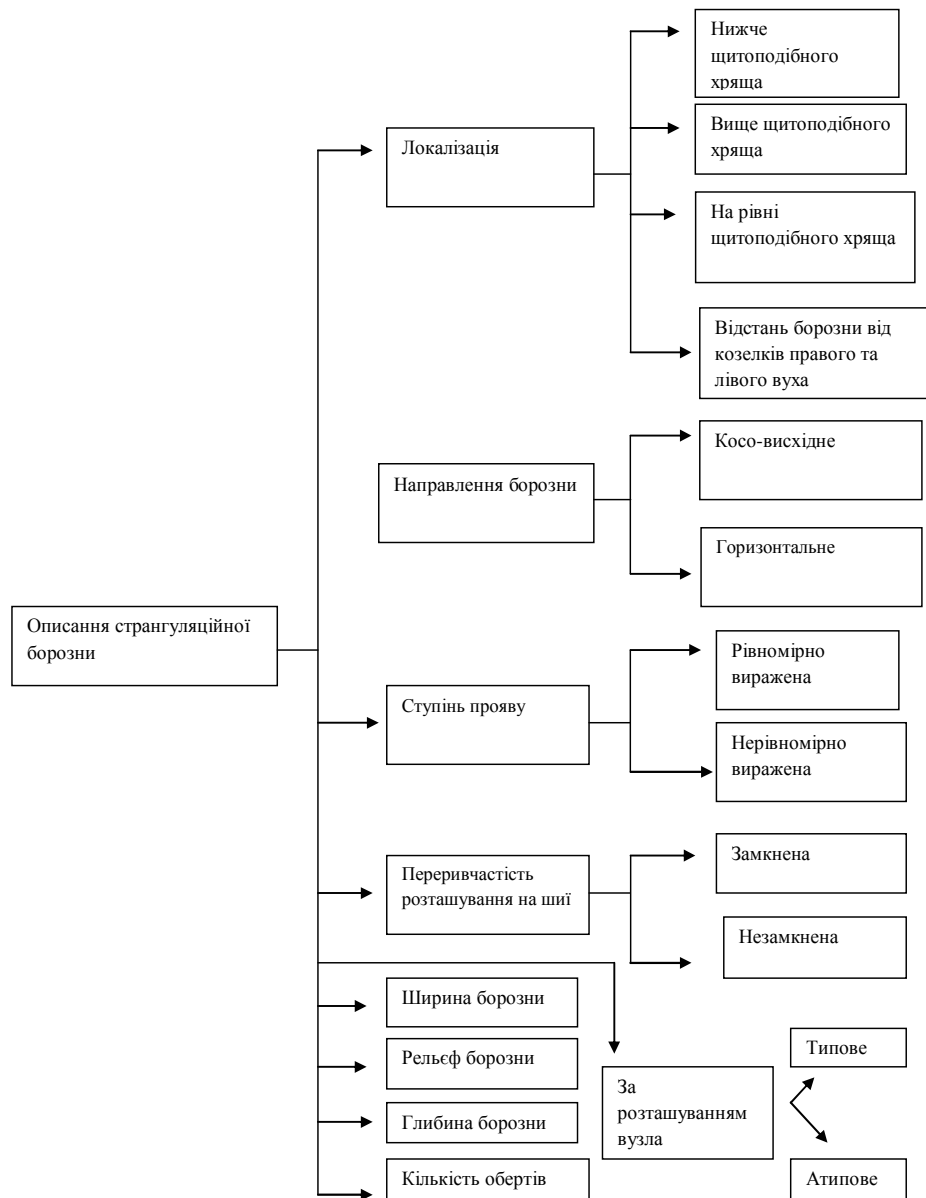 Нижче
щитоподібного
хряща
Локалізація
Вище щитоподібного
хряща
На рівні
щитоподібного хряща
Відстань борозни від
козелків правого та
лівого вуха
Направлення борозни
Косо-висхідне
Горизонтальне
Описання странгуляційної
борозни
Ступінь прояву
Рівномірно
виражена
Нерівномірно
виражена
Переривчастість
розташування на шиї
Замкнена
Незамкнена
Ширина борозни
Рельєф борозни
Глибина борозни
Кількість обертів
За
розташуванням
вузла
Типове
Атипове